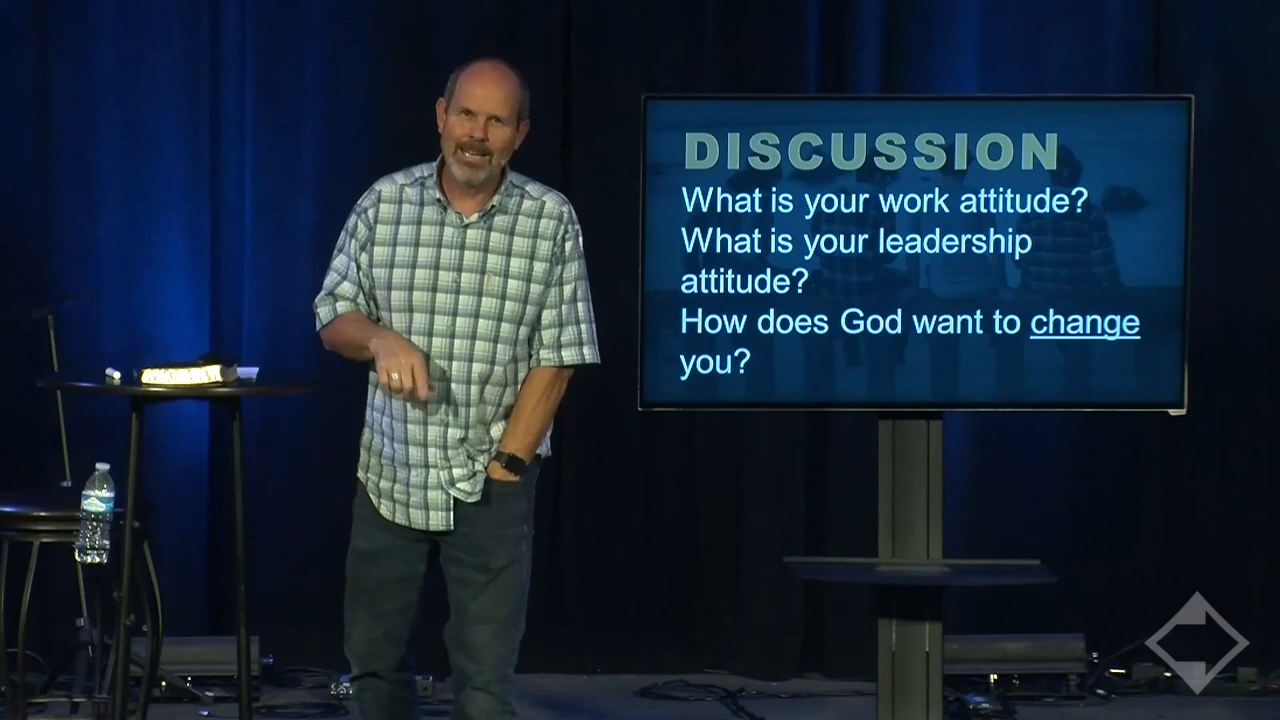 DISCUSSION
What is your work attitude?
What is your leadership
attitude?
How does God want to change
you?